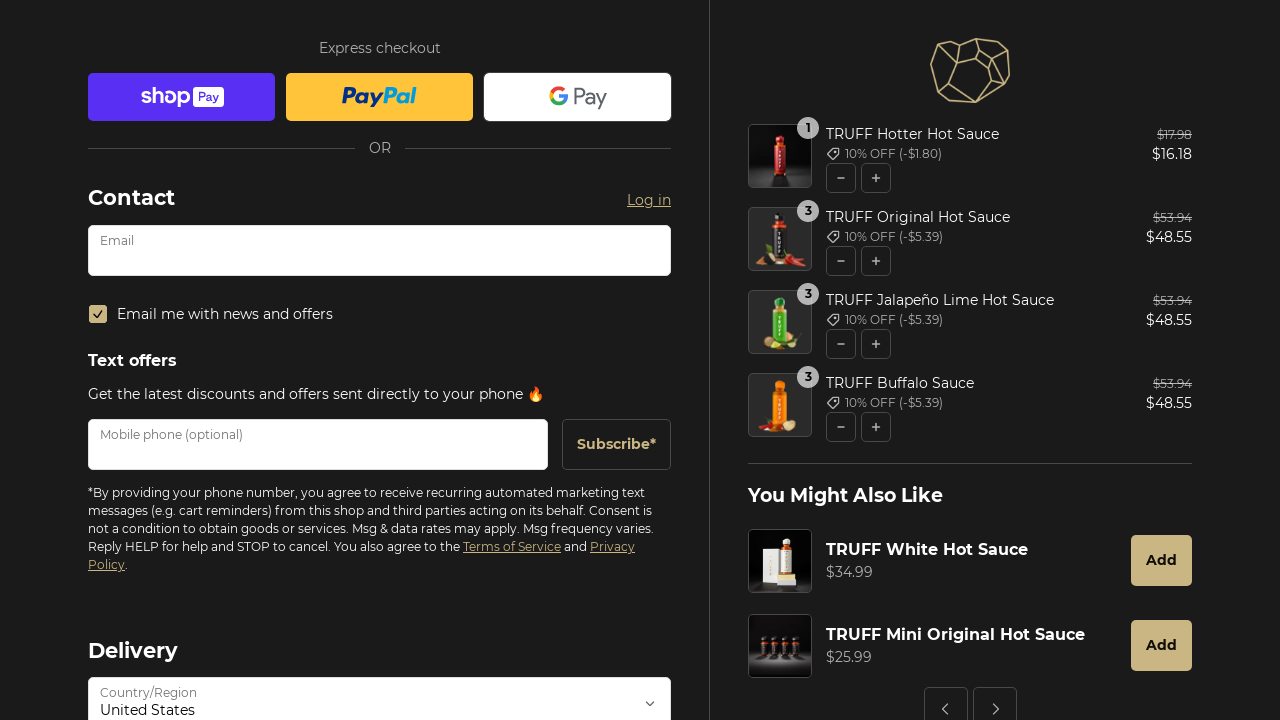 Express checkout
shop Pay
PayPal
G Pay
OR
Contact
Log in
Email
Email me with news and offers
Text offers
Get the latest discounts and offers sent directly to your phone 🔥
Mobile phone (optional)
Subscribe*
*By providing your phone number, you agree to receive recurring automated marketing text
messages (e.g. cart reminders) from this shop and third parties acting on its behalf. Consent is
not a condition to obtain goods or services. Msg & data rates may apply. Msg frequency varies.
Reply HELP for help and STOP to cancel. You also agree to the Terms of Service and Privacy
Policy.
Delivery
Country/Region
United States
1
TRUFF Hotter Hot Sauce
$17.98
10% OFF (-$1.80)
$16.18
3
TRUFF Original Hot Sauce
$53.94
10% OFF (-$5.39)
$48.55
3
TRUFF Jalapeño Lime Hot Sauce
$53.94
10% OFF (-$5.39)
$48.55
3
TRUFF Buffalo Sauce
$53.94
10% OFF (-$5.39)
$48.55
You Might Also Like
TRUFF White Hot Sauce
$34.99
Add
TRUFF Mini Original Hot Sauce
$25.99
Add